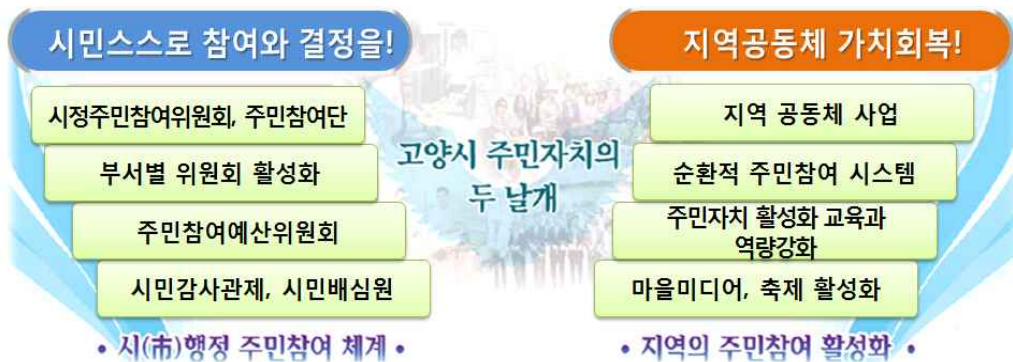 시민스스로 참여와 결정을!
시정주민참여위원회, 주민참여단
부서별 위원회 활성화
주민참여예산위원회
시민감사관제, 시민배심원
• 시(市)행정 주민참여 체계 •
고양시 주민자치의
두 날개
지역공동체 가치회복!
지역 공동체 사업
순환적 주민참여 시스템
주민자치 활성화 교육과
역량강화
마을미디어, 축제 활성화
• 지역의 주민참여 활성화 •